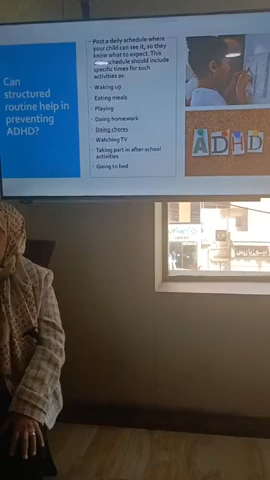 Can
structured
routine help in
preventing
ADHD?
Post a daily schedule where
your child can see it, so they
know what to expect. This
schedule should include
specific times for such
activities as:
· Waking up
· Eating meals
· Playing
· Doing homework
· Doing chores
· Watching TV
· Taking part in after-school
activities
· Going to bed
ADHD